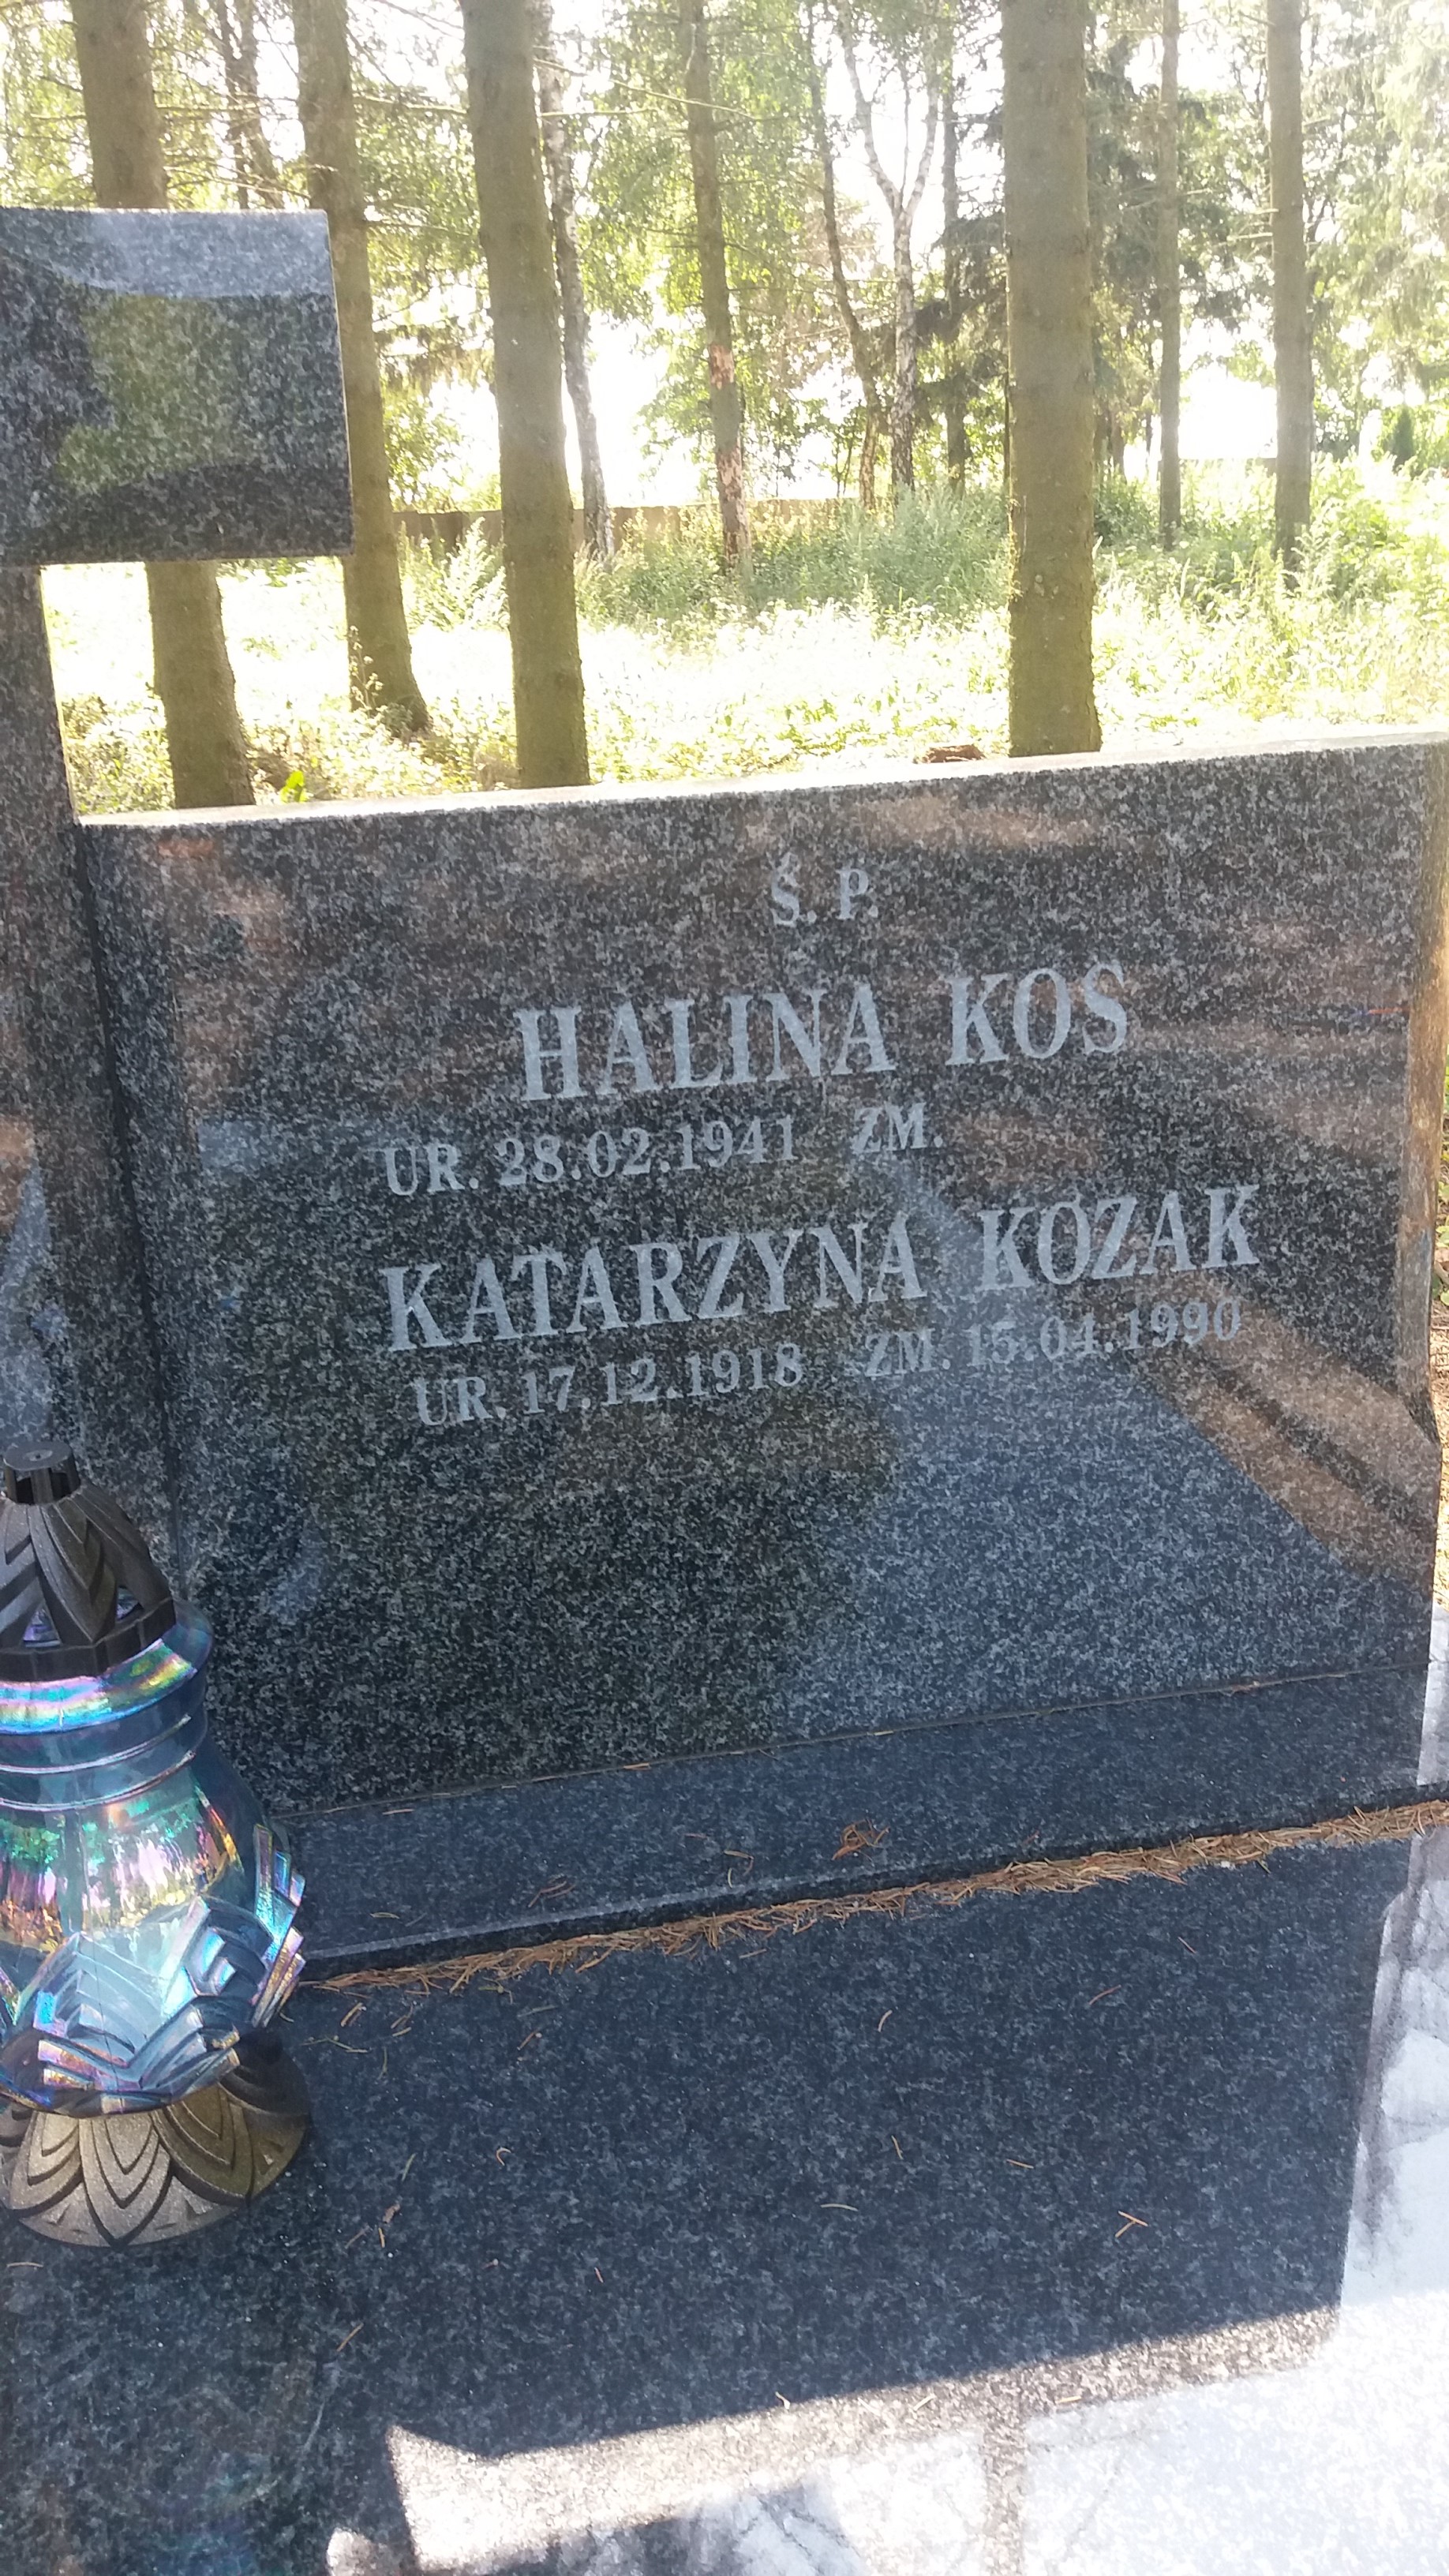 Ś. P.
HALINA KOS
UR. 28.02.1941 ZM.
KATARZYNA KOZAK
UR. 17.12.1918 ZM. 15.04.1990